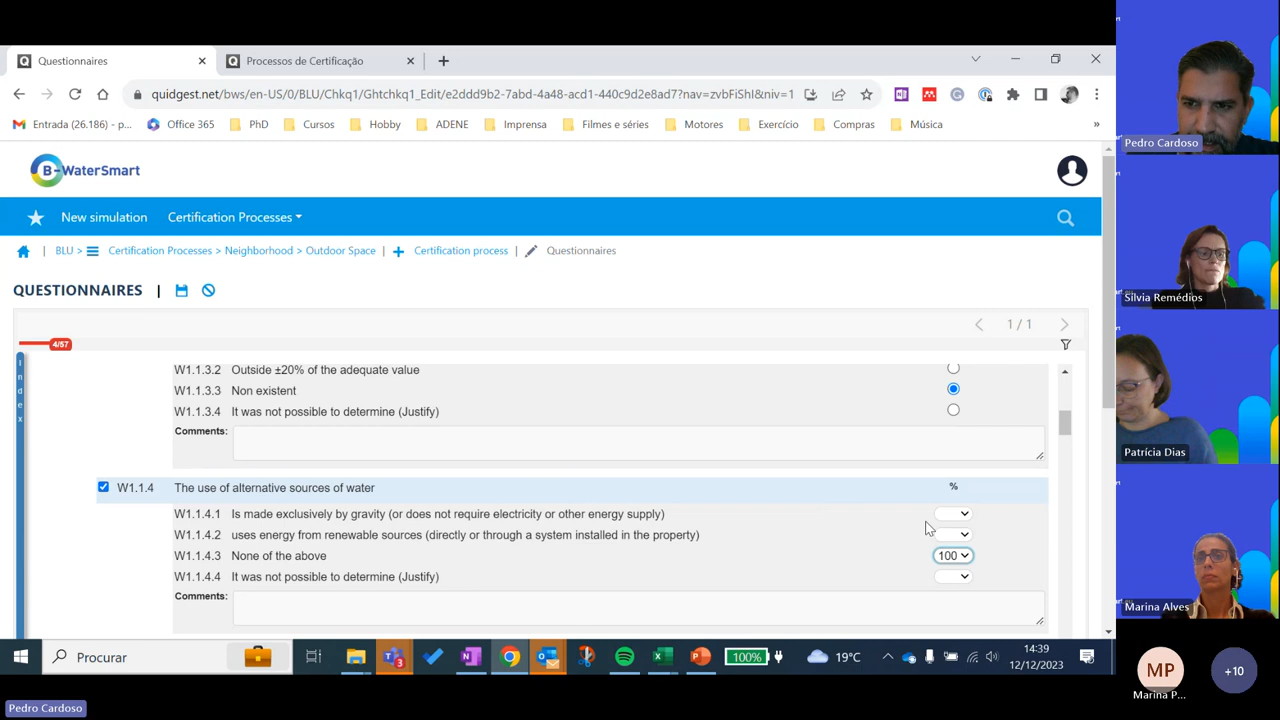 Questionnaires
Processos de Certificação
quidgest.net/bws/en-US/0/BLU/Chkq1/Ghtchkq1_Edit/e2ddd9b2-7abd-4a48-acd1-440c9d2e8ad7?nav=zvbFiShI&niv=1
Entrada (26.186) - p... Office 365 PhD Cursos Hobby ADENE Imprensa Filmes e séries Motores Exercício Compras Música »
B-WaterSmart
New simulation Certification Processes
BLU > Certification Processes > Neighborhood > Outdoor Space Certification process Questionnaires
QUESTIONNAIRES |
1 / 1
4/57
Index
W1.1.3.2 Outside ±20% of the adequate value
W1.1.3.3 Non existent
W1.1.3.4 It was not possible to determine (Justify)
Comments:
W1.1.4 The use of alternative sources of water %
W1.1.4.1 Is made exclusively by gravity (or does not require electricity or other energy supply)
W1.1.4.2 uses energy from renewable sources (directly or through a system installed in the property)
W1.1.4.3 None of the above 100
W1.1.4.4 It was not possible to determine (Justify)
Comments:
Procurar
3
100%
19°C
14:39
12/12/2023
Pedro Cardoso
Pedro Cardoso
Sílvia Remédios
Patrícia Dias
Marina Alves
MP
Marina P...
+10